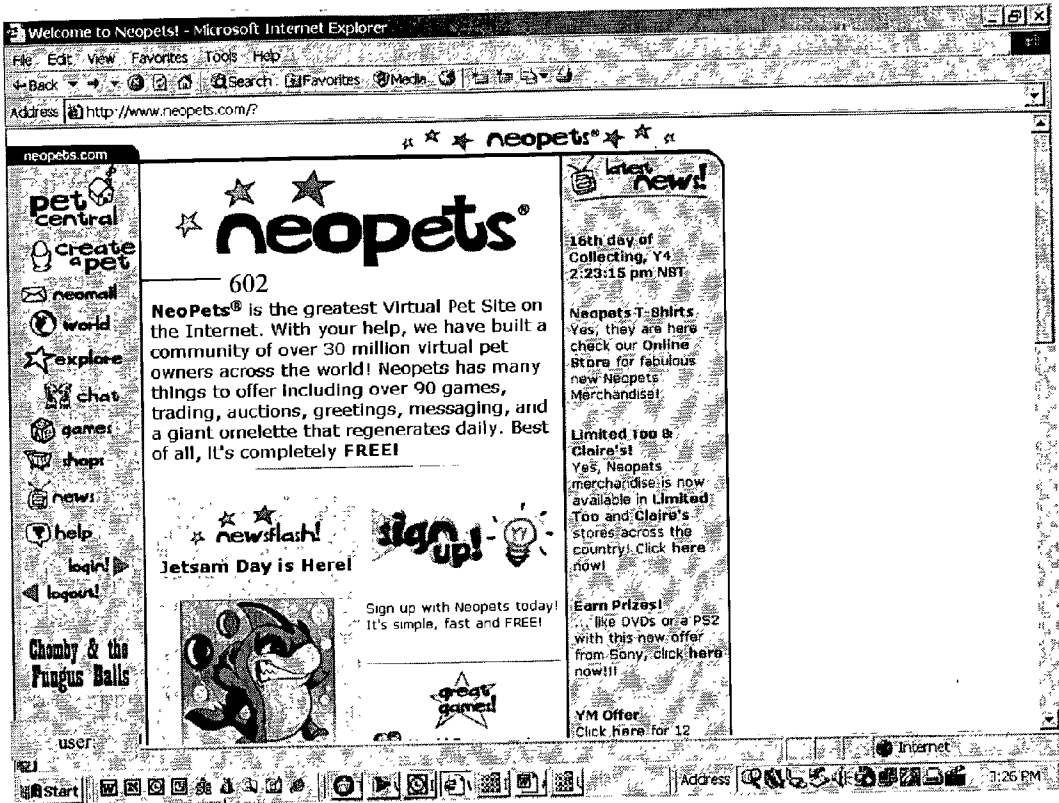 Welcome to Neopets! - Microsoft Internet Explorer
File Edit View Favorites Tools Help
Back Search Favorites Media
Address http://www.neopets.com/?
neopets®
neopets.com
pet central
create a pet
neomail
world
explore
chat
games
shops
news
help
login!
logout!
Chomby & the
Fungus Balls
user
neopets®
602
NeoPets® is the greatest Virtual Pet Site on
the Internet. With your help, we have built a
community of over 30 million virtual pet
owners across the world! Neopets has many
things to offer including over 90 games,
trading, auctions, greetings, messaging, and
a giant omelette that regenerates daily. Best
of all, it's completely FREE!
newsflash!
Jetsam Day is Here!
sign up!
Sign up with Neopets today!
It's simple, fast and FREE!
great games!
latest news!
16th day of
Collecting, Y4
2:23:15 pm NST
Neopets T-Shirts
Yes, they are here
check our Online
Store for fabulous
new Neopets
Merchandise!
Limited Too &
Claire's!
Yes, Neopets
merchandise is now
available in Limited
Too and Claire's
stores across the
country! Click here
now!
Earn Prizes!
... like DVDs or a PS2
with this new offer
from Sony, click here
now!!!
YM Offer
Click here for 12
Internet
Start
Address
3:26 PM